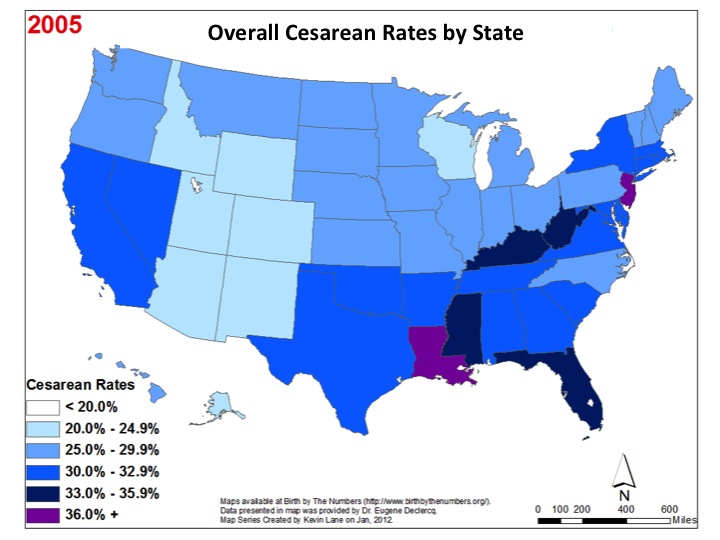 2005
Overall Cesarean Rates by State
Cesarean Rates
< 20.0%
20.0% - 24.9%
25.0% - 29.9%
30.0% - 32.9%
33.0% - 35.9%
36.0% +
Maps available at Birth by The Numbers (http://www.birthbythenumbers.org/).
Data presented in map was provided by Dr. Eugene Declercq.
Map Series Created by Kevin Lane on Jan, 2012.
N
0 100 200 400 600
Miles